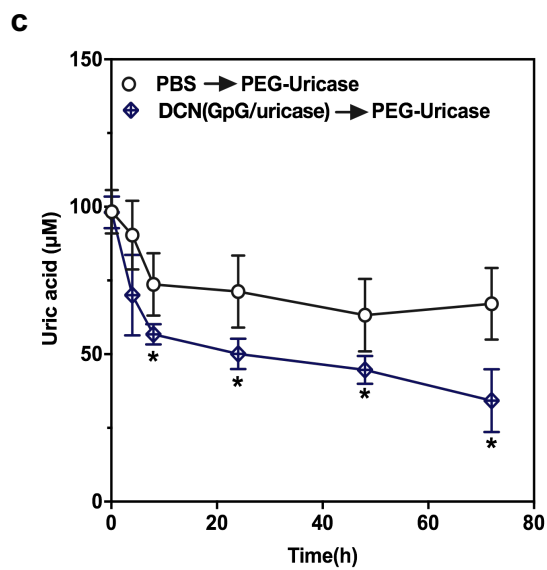 c
150
PBS → PEG-Uricase
DCN(GpG/uricase) → PEG-Uricase
100
Uric acid (µM)
50
*
*
*
*
0
0 20 40 60 80
Time(h)